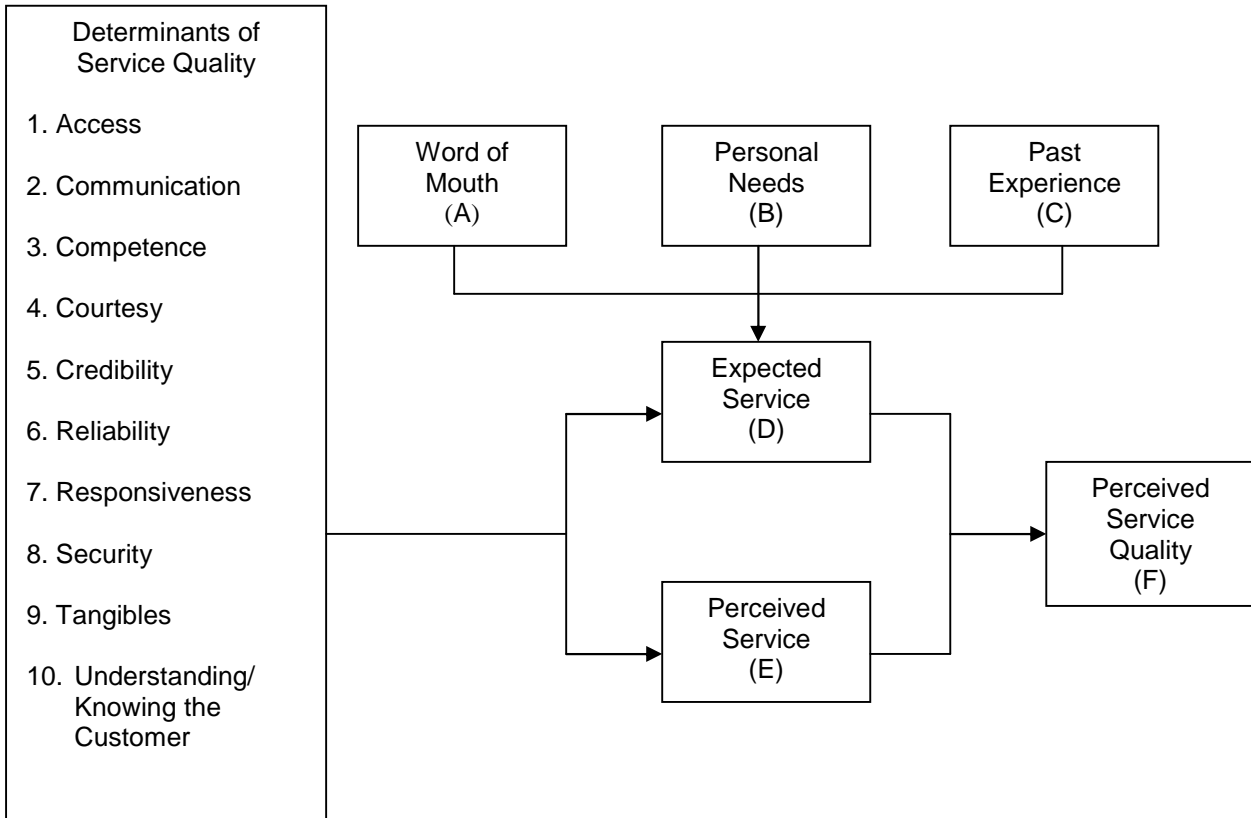 Determinants of
Service Quality
1. Access
2. Communication
3. Competence
4. Courtesy
5. Credibility
6. Reliability
7. Responsiveness
8. Security
9. Tangibles
10. Understanding/
Knowing the
Customer
Word of
Mouth
(A)
Personal
Needs
(B)
Past
Experience
(C)
Expected
Service
(D)
Perceived
Service
(E)
Perceived
Service
Quality
(F)